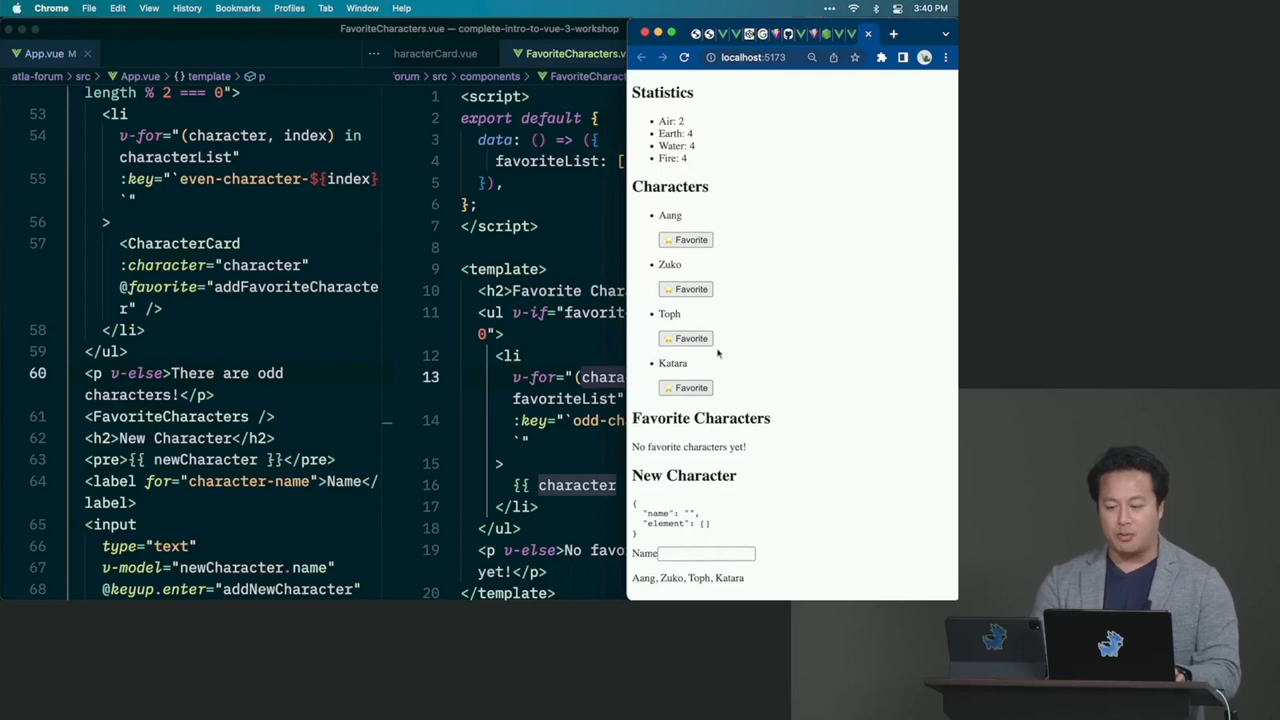 Chrome File Edit View History Bookmarks Profiles Tab Window Help 3:40 PM
FavoriteCharacters.vue — complete-intro-to-vue-3-workshop
App.vue M
haracterCard.vue
FavoriteCharacters.v
atla-forum > src > App.vue > {} template > p
orum > src > components > FavoriteCharact
length % 2 === 0">
53 <li
54 v-for="(character, index) in
characterList"
55 :key="`even-character-${index}
`"
56 >
57 <CharacterCard
:character="character"
@favorite="addFavoriteCharacte
r" />
58 </li>
59 </ul>
60 <p v-else>There are odd
characters!</p>
61 <FavoriteCharacters />
62 <h2>New Character</h2>
63 <pre>{{ newCharacter }}</pre>
64 <label for="character-name">Name</
label>
65 <input
66 type="text"
67 v-model="newCharacter.name"
68 @keyup.enter="addNewCharacter"
1 <script>
2 export default {
3 data: () => ({
4 favoriteList: [
5 }),
6 };
7 </script>
8
9 <template>
10 <h2>Favorite Char
11 <ul v-if="favorit
0">
12 <li
13 v-for="(chara
favoriteList"
14 :key="`odd-ch
`"
15 >
16 {{ character
17 </li>
18 </ul>
19 <p v-else>No favo
yet!</p>
20 </template>
localhost:5173
Statistics
Air: 2
Earth: 4
Water: 4
Fire: 4
Characters
Aang
Favorite
Zuko
Favorite
Toph
Favorite
Katara
Favorite
Favorite Characters
No favorite characters yet!
New Character
{
"name": "",
"element": []
}
Name
Aang, Zuko, Toph, Katara